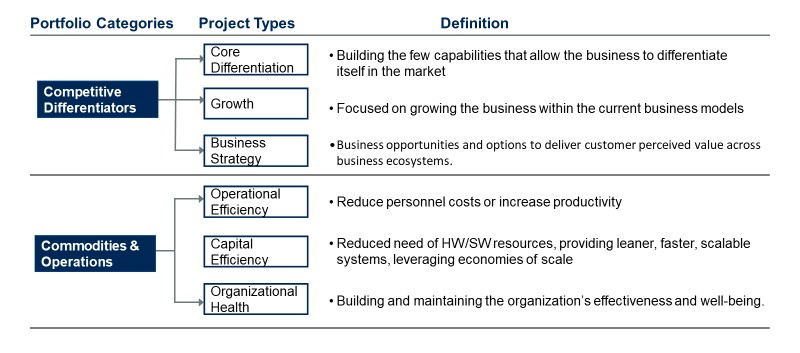 Portfolio Categories Project Types Definition
Core
Differentiation
• Building the few capabilities that allow the business to differentiate
itself in the market
Competitive
Differentiators
Growth
• Focused on growing the business within the current business models
Business
Strategy
• Business opportunities and options to deliver customer perceived value across
business ecosystems.
Operational
Efficiency
• Reduce personnel costs or increase productivity
Commodities &
Operations
Capital
Efficiency
• Reduced need of HW/SW resources, providing leaner, faster, scalable
systems, leveraging economies of scale
Organizational
Health
• Building and maintaining the organization's effectiveness and well-being.